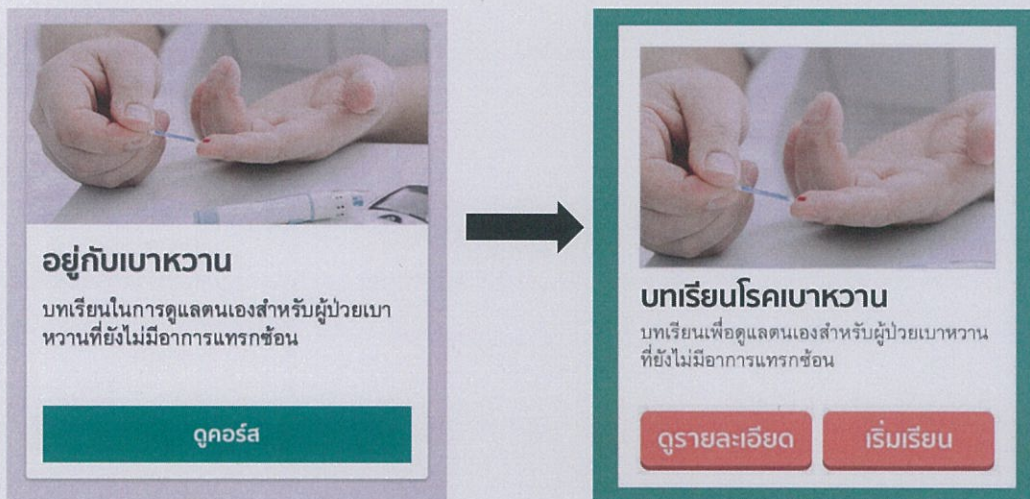 อยู่กับเบาหวาน
บทเรียนในการดูแลตนเองสำหรับผู้ป่วยเบา
หวานที่ยังไม่มีอาการแทรกซ้อน
ดูคอร์ส
บทเรียนโรคเบาหวาน
บทเรียนเพื่อดูแลตนเองสำหรับผู้ป่วยเบาหวาน
ที่ยังไม่มีอาการแทรกซ้อน
ดูรายละเอียด
เริ่มเรียน